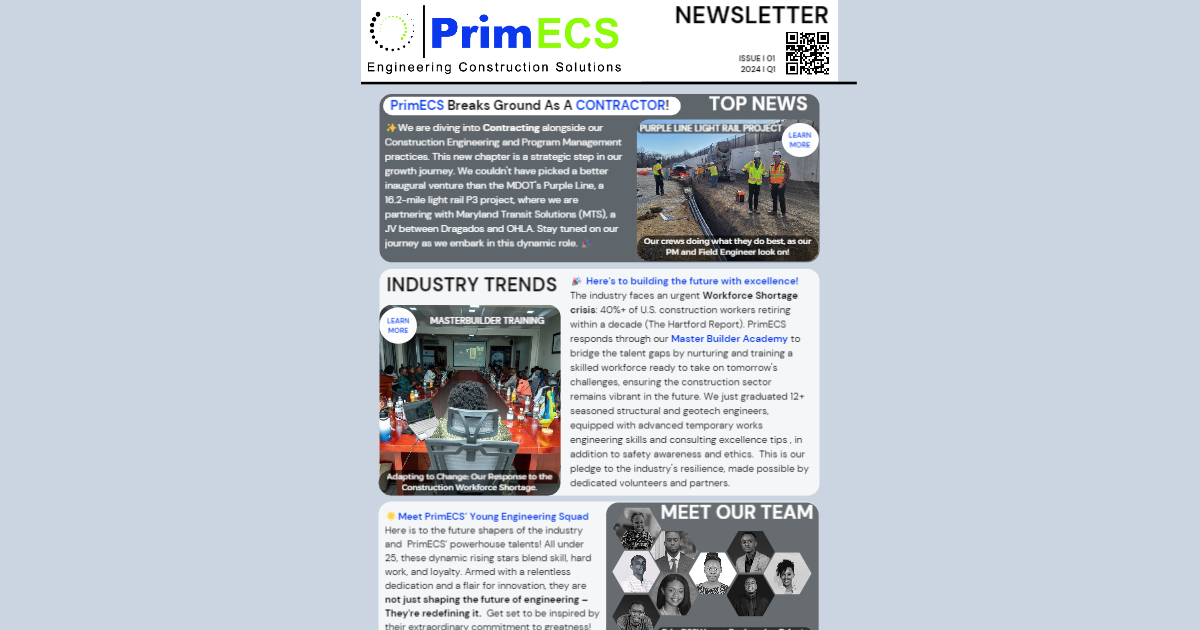 PrimECS
Engineering Construction Solutions
NEWSLETTER
ISSUE | 01
2024 | Q1
PrimECS Breaks Ground As A CONTRACTOR!
✨ We are diving into Contracting alongside our
Construction Engineering and Program Management
practices. This new chapter is a strategic step in our
growth journey. We couldn't have picked a better
inaugural venture than the MDOT's Purple Line, a
16.2-mile light rail P3 project, where we are
partnering with Maryland Transit Solutions (MTS), a
JV between Dragados and OHLA. Stay tuned on our
journey as we embark in this dynamic role. 🎉
TOP NEWS
PURPLE LINE LIGHT RAIL PROJECT
LEARN
MORE
Our crews doing what they do best, as our
PM and Field Engineer look on!
INDUSTRY TRENDS
LEARN
MORE
MASTERBUILDER TRAINING
Adapting to Change: Our Response to the
Construction Workforce Shortage.
🎉 Here's to building the future with excellence!
The industry faces an urgent Workforce Shortage
crisis: 40%+ of U.S. construction workers retiring
within a decade (The Hartford Report). PrimECS
responds through our Master Builder Academy to
bridge the talent gaps by nurturing and training a
skilled workforce ready to take on tomorrow's
challenges, ensuring the construction sector
remains vibrant in the future. We just graduated 12+
seasoned structural and geotech engineers,
equipped with advanced temporary works
engineering skills and consulting excellence tips , in
addition to safety awareness and ethics. This is our
pledge to the industry's resilience, made possible by
dedicated volunteers and partners.
☀️ Meet PrimECS' Young Engineering Squad
Here is to the future shapers of the industry
and PrimECS' powerhouse talents! All under
25, these dynamic rising stars blend skill, hard
work, and loyalty. Armed with a relentless
dedication and a flair for innovation, they are
not just shaping the future of engineering –
They're redefining it. Get set to be inspired by
their extraordinary commitment to greatness!
MEET OUR TEAM